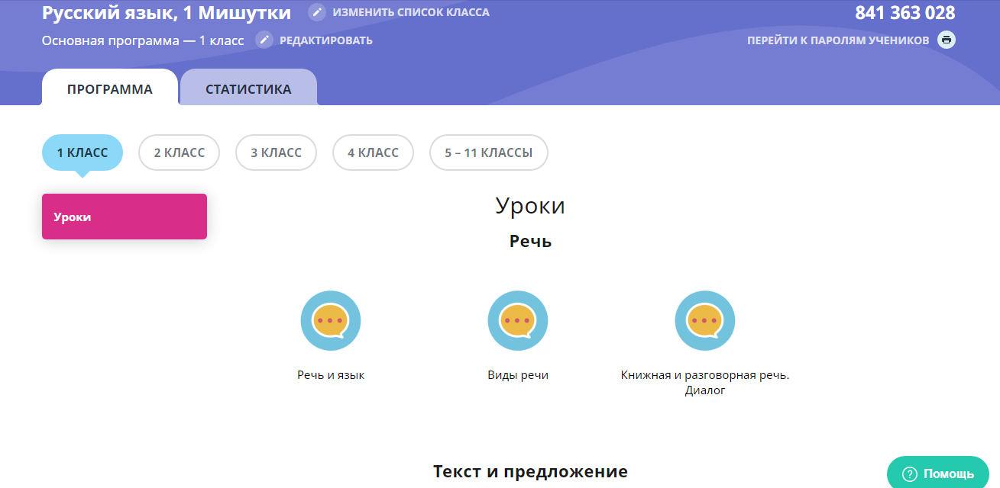 Русский язык, 1 Мишутки
ИЗМЕНИТЬ СПИСОК КЛАССА
841 363 028
Основная программа — 1 класс
РЕДАКТИРОВАТЬ
ПЕРЕЙТИ К ПАРОЛЯМ УЧЕНИКОВ
ПРОГРАММА
СТАТИСТИКА
1 КЛАСС
2 КЛАСС
3 КЛАСС
4 КЛАСС
5 – 11 КЛАССЫ
Уроки
Уроки
Речь
Речь и язык
Виды речи
Книжная и разговорная речь.
Диалог
Текст и предложение
? Помощь